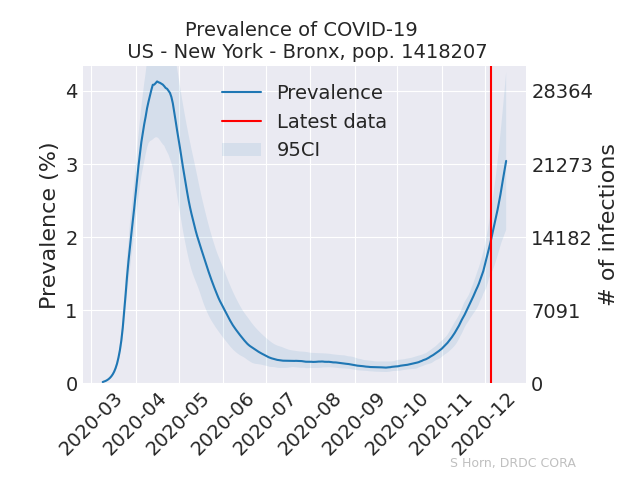 Prevalence of COVID-19
US - New York - Bronx, pop. 1418207
Prevalence (%)
4
3
2
1
0
Prevalence
Latest data
95CI
28364
21273
14182
7091
0
# of infections
2020-03
2020-04
2020-05
2020-06
2020-07
2020-08
2020-09
2020-10
2020-11
2020-12
S Horn, DRDC CORA